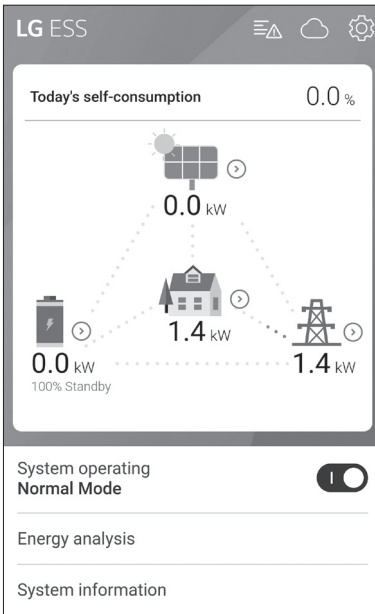 LG ESS
Today's self-consumption 0.0 %
0.0 kW
1.4 kW
0.0 kW
100% Standby
1.4 kW
System operating
Normal Mode
Energy analysis
System information